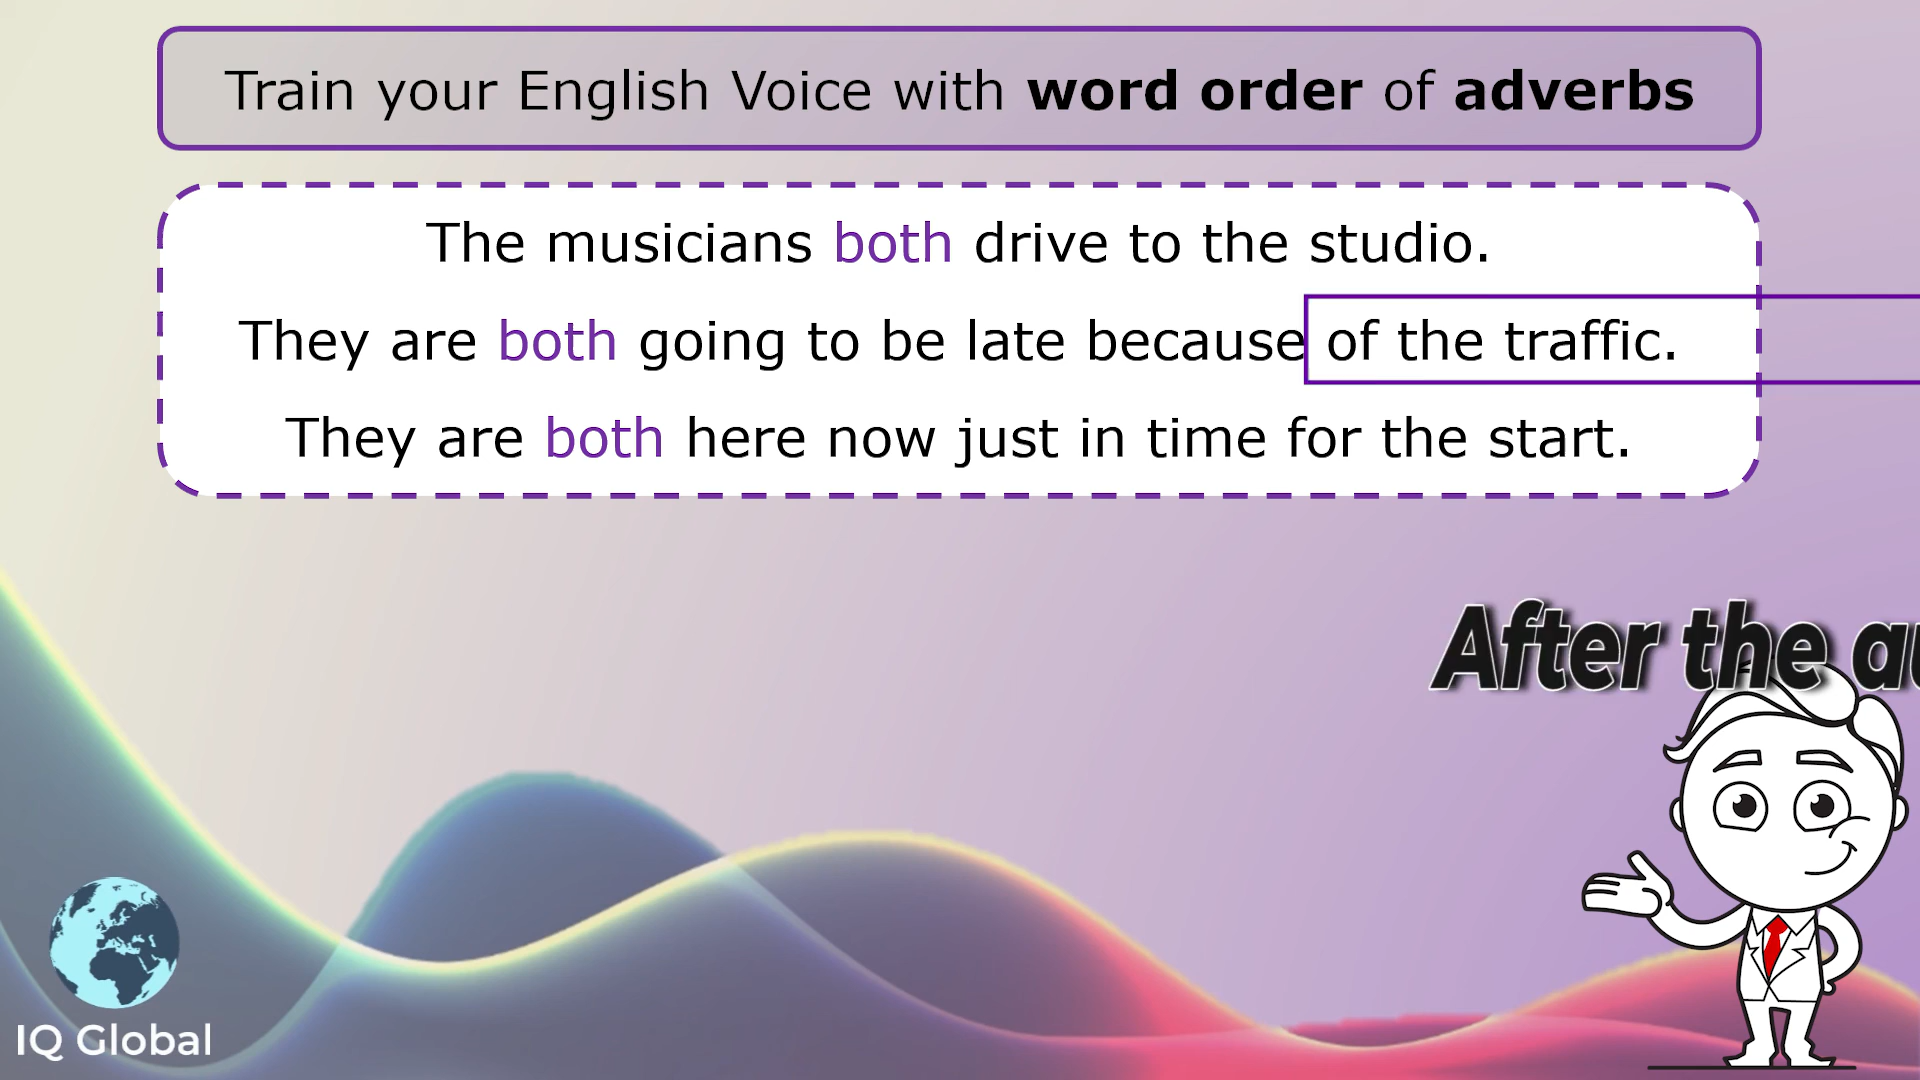 Train your English Voice with word order of adverbs
The musicians both drive to the studio.
They are both going to be late because of the traffic.
They are both here now just in time for the start.
After the
IQ Global